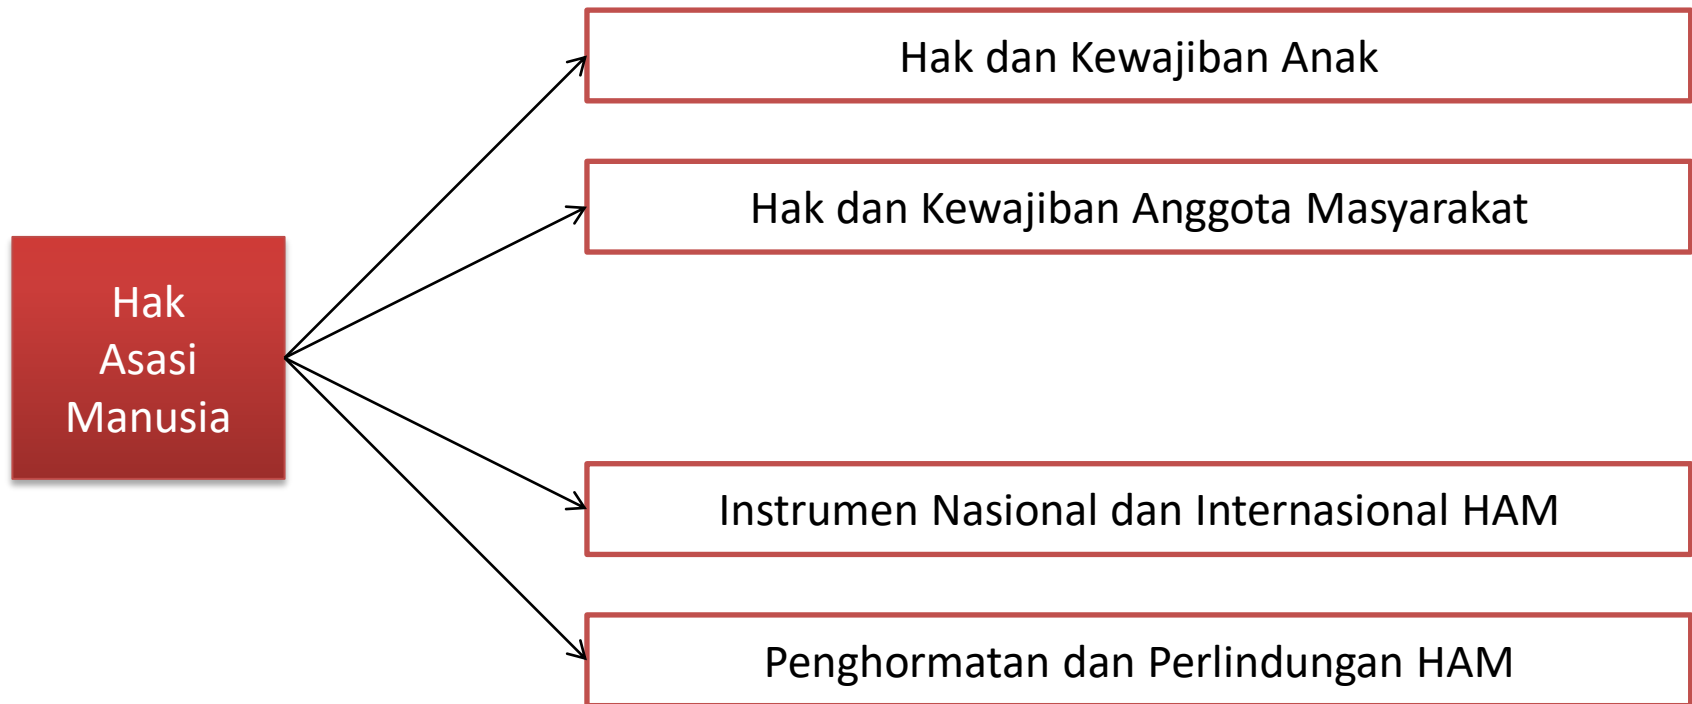 Hak dan Kewajiban Anak
Hak dan Kewajiban Anggota Masyarakat
Hak
Asasi
Manusia
Instrumen Nasional dan Internasional HAM
Penghormatan dan Perlindungan HAM